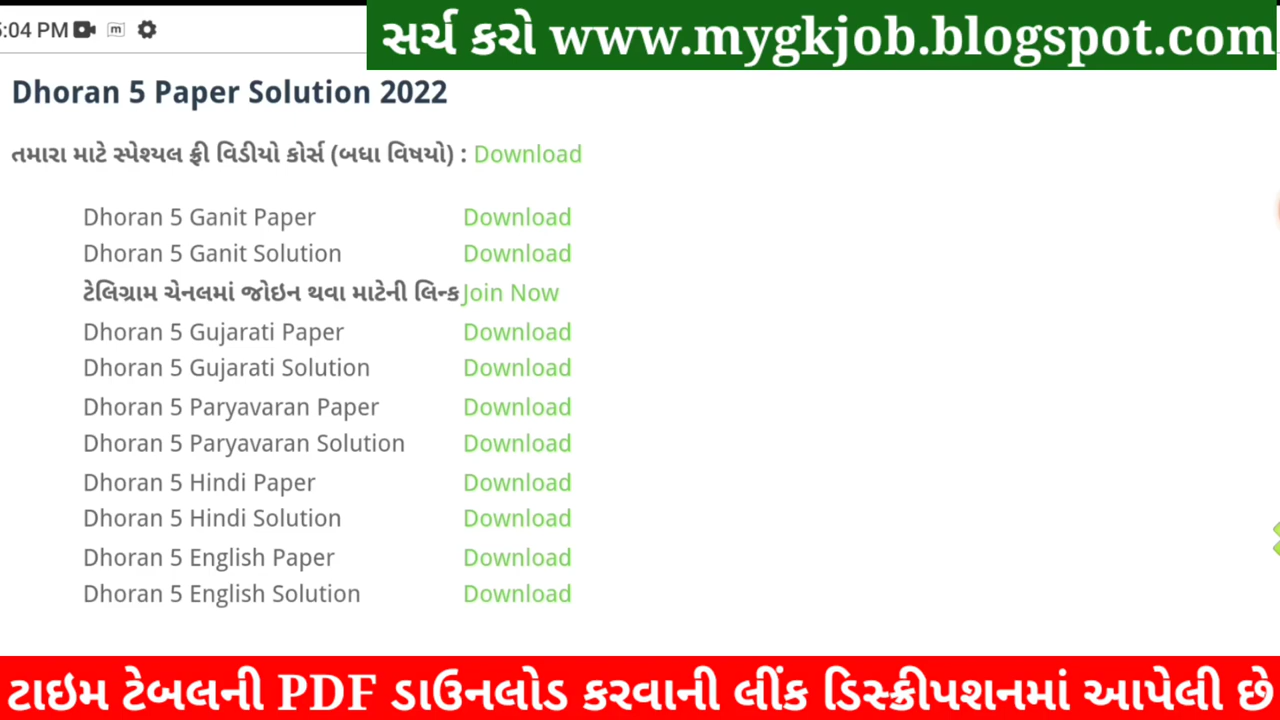 5:04 PM
સર્ચ કરો www.mygkjob.blogspot.com
Dhoran 5 Paper Solution 2022
તમારા માટે સ્પેશ્યલ ફ્રી વિડીયો કોર્સ (બધા વિષયો) : Download
Dhoran 5 Ganit Paper Download
Dhoran 5 Ganit Solution Download
ટેલિગ્રામ ચેનલમાં જોઇન થવા માટેની લિન્ક Join Now
Dhoran 5 Gujarati Paper Download
Dhoran 5 Gujarati Solution Download
Dhoran 5 Paryavaran Paper Download
Dhoran 5 Paryavaran Solution Download
Dhoran 5 Hindi Paper Download
Dhoran 5 Hindi Solution Download
Dhoran 5 English Paper Download
Dhoran 5 English Solution Download
ટાઇમ ટેબલની PDF ડાઉનલોડ કરવાની લીંક ડિસ્ક્રીપશનમાં આપેલી છે